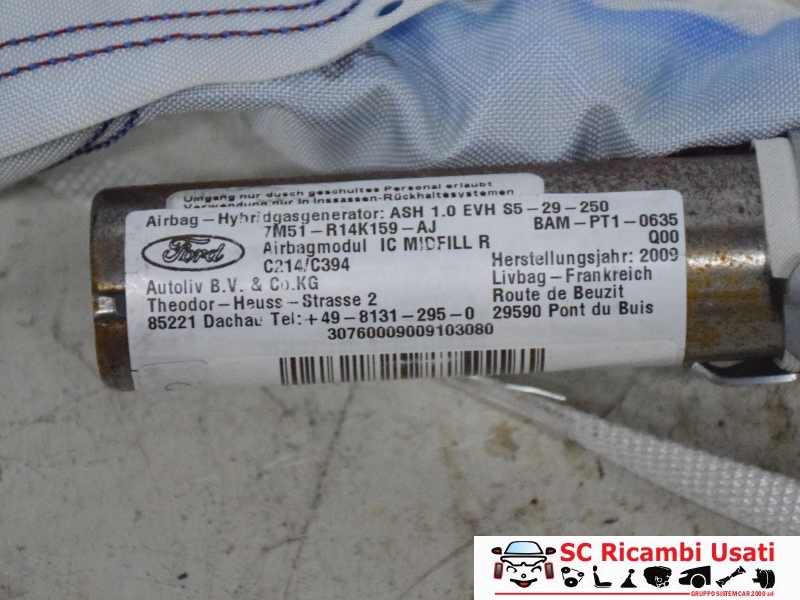 Umgang nur dusch geschultes Personal erlaubt
Verwendung nur in Insassen-Rückhaltesystemen
Airbag-Hybridgasgenerator: ASH 1.0 EVH S5-29-250
7M51-R14K159-AJ BAM-PT1-0635
Airbagmodul IC MIDFILL R Q00
Ford
C214/C394 Herstellungsjahr: 2009
Autoliv B.V. & Co.KG Livbag-Frankreich
Theodor-Heuss-Strasse 2 Route de Beuzit
85221 Dachau Tel:+49-8131-295-0 29590 Pont du Buis
30760009009103080
SC Ricambi Usati
GRUPPO SISTEM CAR 2000 srl